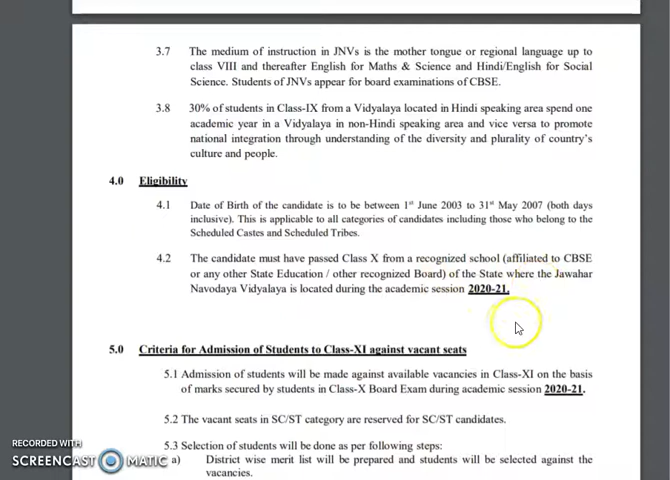 3.7 The medium of instruction in JNVs is the mother tongue or regional language up to
class VIII and thereafter English for Maths & Science and Hindi/English for Social
Science. Students of JNVs appear for board examinations of CBSE.
3.8 30% of students in Class-IX from a Vidyalaya located in Hindi speaking area spend one
academic year in a Vidyalaya in non-Hindi speaking area and vice versa to promote
national integration through understanding of the diversity and plurality of country's
culture and people.
4.0 Eligibility
4.1 Date of Birth of the candidate is to be between 1st June 2003 to 31st May 2007 (both days
inclusive). This is applicable to all categories of candidates including those who belong to the
Scheduled Castes and Scheduled Tribes.
4.2 The candidate must have passed Class X from a recognized school (affiliated to CBSE
or any other State Education / other recognized Board) of the State where the Jawahar
Navodaya Vidyalaya is located during the academic session 2020-21.
5.0 Criteria for Admission of Students to Class-XI against vacant seats
5.1 Admission of students will be made against available vacancies in Class-XI on the basis
of marks secured by students in Class-X Board Exam during academic session 2020-21.
5.2 The vacant seats in SC/ST category are reserved for SC/ST candidates.
5.3 Selection of students will be done as per following steps:
a) District wise merit list will be prepared and students will be selected against the
vacancies.
RECORDED WITH
SCREENCAST MATIC